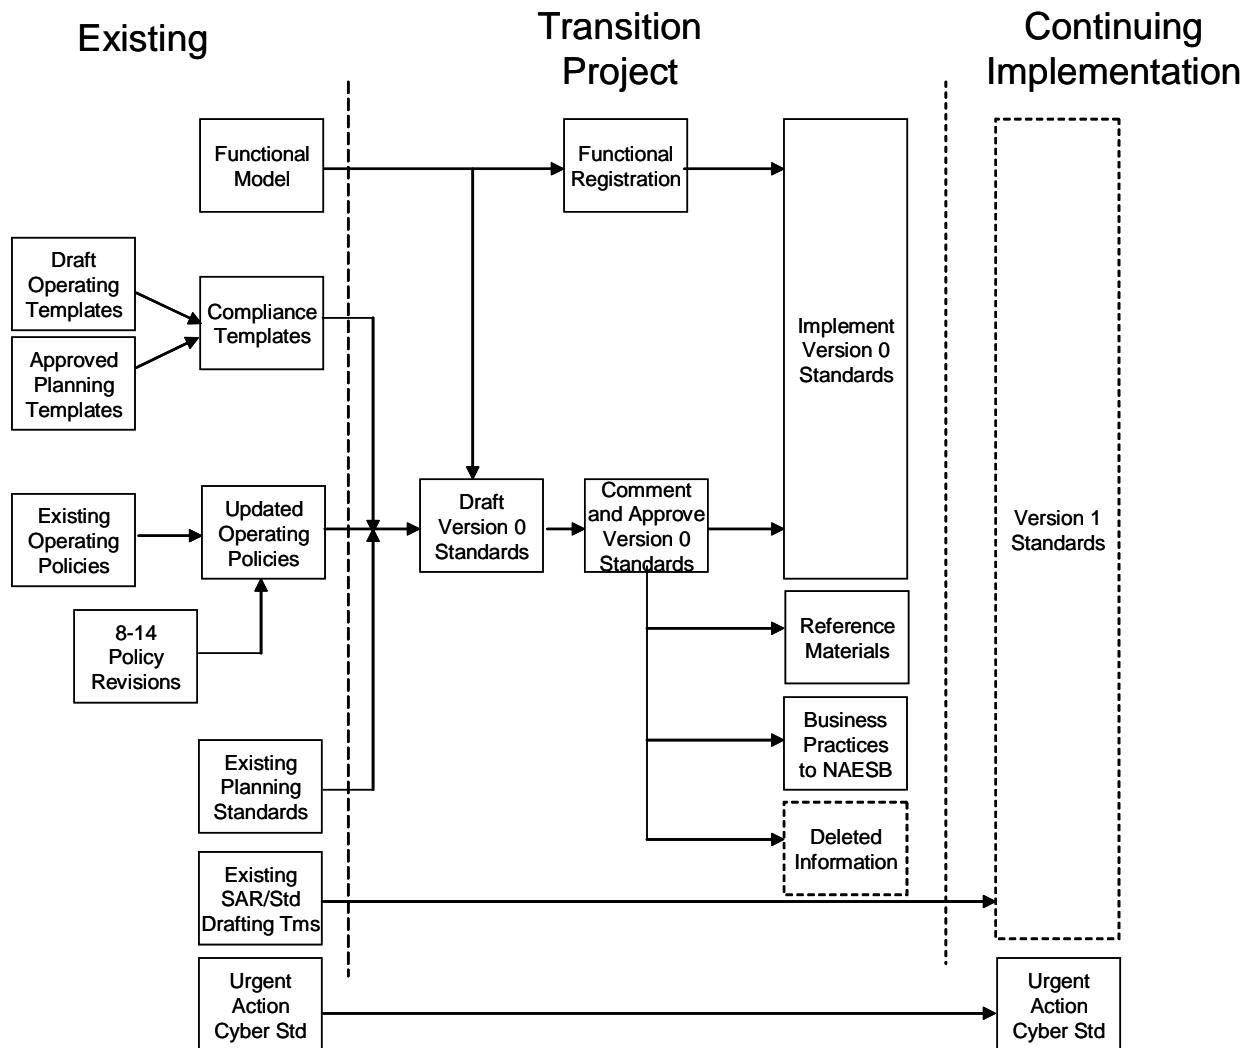 Existing
Transition
Project
Continuing
Implementation
Functional
Model
Functional
Registration
Draft
Operating
Templates
Compliance
Templates
Approved
Planning
Templates
Implement
Version 0
Standards
Existing
Operating
Policies
Updated
Operating
Policies
Draft
Version 0
Standards
Comment
and Approve
Version 0
Standards
Version 1
Standards
8-14
Policy
Revisions
Reference
Materials
Business
Practices
to NAESB
Existing
Planning
Standards
Deleted
Information
Existing
SAR/Std
Drafting Tms
Urgent
Action
Cyber Std
Urgent
Action
Cyber Std